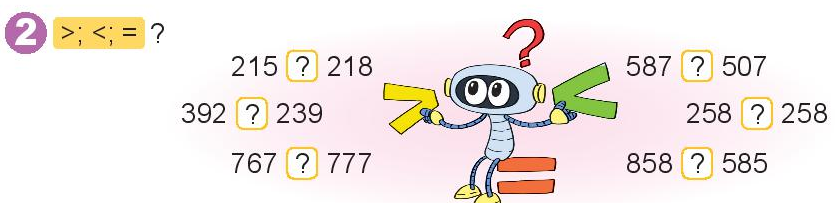 2 >; <; = ?
215 ? 218
392 ? 239
767 ? 777
?
587 ? 507
258 ? 258
858 ? 585